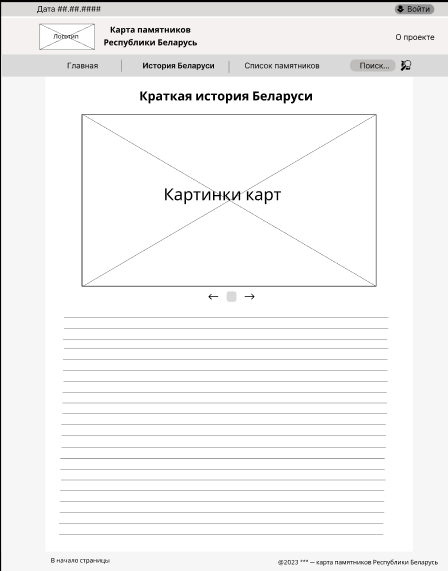 Дата ##.##.####
Войти
Логотип
Карта памятников
Республики Беларусь
О проекте
Главная
История Беларуси
Список памятников
Поиск...
Краткая история Беларуси
Картинки карт
В начало страницы
@2023 *** — карта памятников Республики Беларусь